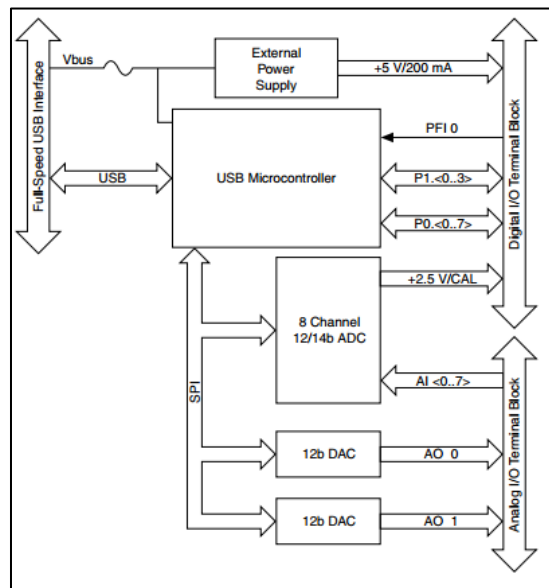 Full-Speed USB Interface
Vbus
External
Power
Supply
+5 V/200 mA
PFI 0
USB
USB Microcontroller
P1.<0..3>
P0.<0..7>
Digital I/O Terminal Block
+2.5 V/CAL
8 Channel
12/14b ADC
AI <0..7>
SPI
12b DAC
AO 0
12b DAC
AO 1
Analog I/O Terminal Block